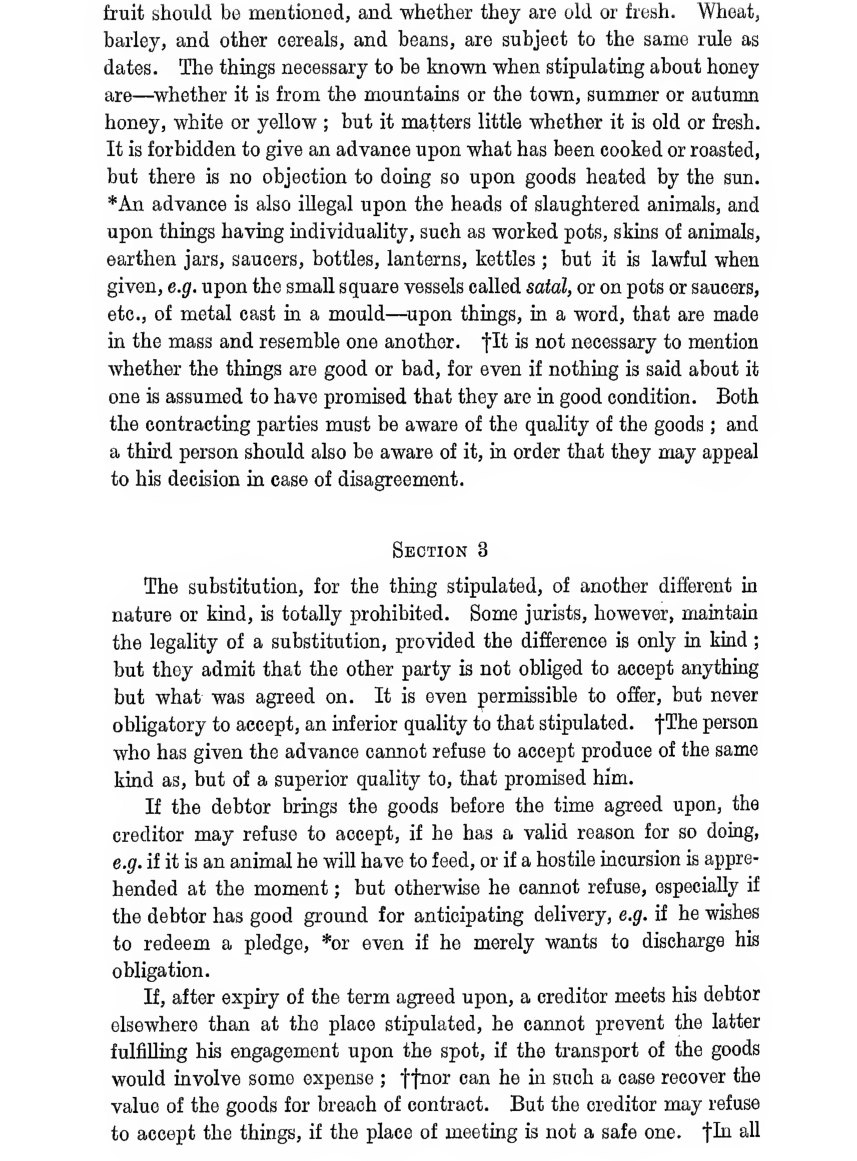 fruit should be mentioned, and whether they are old or fresh. Wheat,
barley, and other cereals, and beans, are subject to the same rule as
dates. The things necessary to be known when stipulating about honey
are—whether it is from the mountains or the town, summer or autumn
honey, white or yellow ; but it matters little whether it is old or fresh.
It is forbidden to give an advance upon what has been cooked or roasted,
but there is no objection to doing so upon goods heated by the sun.
*An advance is also illegal upon the heads of slaughtered animals, and
upon things having individuality, such as worked pots, skins of animals,
earthen jars, saucers, bottles, lanterns, kettles ; but it is lawful when
given, e.g. upon the small square vessels called satal, or on pots or saucers,
etc., of metal cast in a mould—upon things, in a word, that are made
in the mass and resemble one another. †It is not necessary to mention
whether the things are good or bad, for even if nothing is said about it
one is assumed to have promised that they are in good condition. Both
the contracting parties must be aware of the quality of the goods ; and
a third person should also be aware of it, in order that they may appeal
to his decision in case of disagreement.
SECTION 3
The substitution, for the thing stipulated, of another different in
nature or kind, is totally prohibited. Some jurists, however, maintain
the legality of a substitution, provided the difference is only in kind ;
but they admit that the other party is not obliged to accept anything
but what was agreed on. It is even permissible to offer, but never
obligatory to accept, an inferior quality to that stipulated. †The person
who has given the advance cannot refuse to accept produce of the same
kind as, but of a superior quality to, that promised him.
If the debtor brings the goods before the time agreed upon, the
creditor may refuse to accept, if he has a valid reason for so doing,
e.g. if it is an animal he will have to feed, or if a hostile incursion is appre-
hended at the moment ; but otherwise he cannot refuse, especially if
the debtor has good ground for anticipating delivery, e.g. if he wishes
to redeem a pledge, *or even if he merely wants to discharge his
obligation.
If, after expiry of the term agreed upon, a creditor meets his debtor
elsewhere than at the place stipulated, he cannot prevent the latter
fulfilling his engagement upon the spot, if the transport of the goods
would involve some expense ; ††nor can he in such a case recover the
value of the goods for breach of contract. But the creditor may refuse
to accept the things, if the place of meeting is not a safe one. †In all